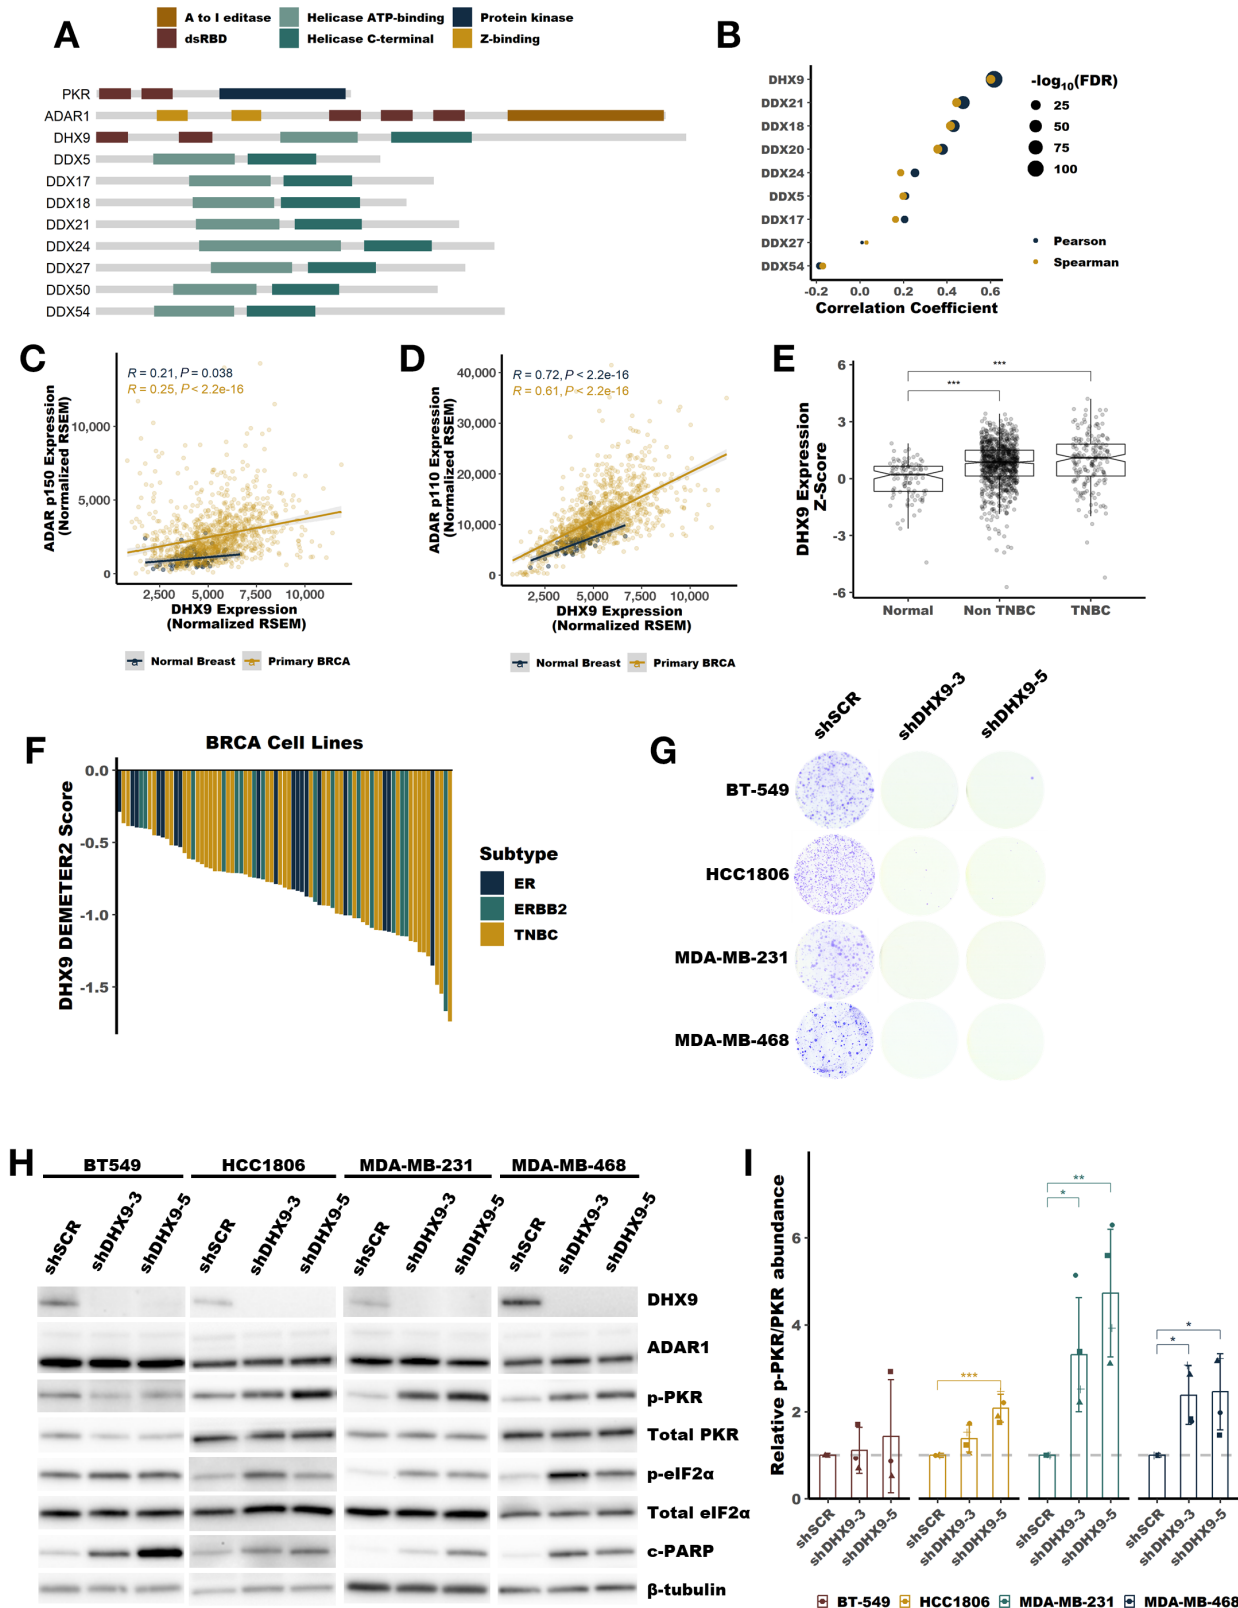 A
A to I editase
dsRBD
Helicase ATP-binding
Helicase C-terminal
Protein kinase
Z-binding
PKR
ADAR1
DHX9
DDX5
DDX17
DDX18
DDX21
DDX24
DDX27
DDX50
DDX54
B
DHX9
DDX21
DDX18
DDX20
DDX24
DDX5
DDX17
DDX27
DDX54
-0.2 0.0 0.2 0.4 0.6
Correlation Coefficient
-log10(FDR)
25
50
75
100
Pearson
Spearman
C
ADAR p150 Expression
(Normalized RSEM)
R = 0.21, P = 0.038
R = 0.25, P < 2.2e-16
10,000
5,000
0
2,500 5,000 7,500 10,000
DHX9 Expression
(Normalized RSEM)
Normal Breast Primary BRCA
D
ADAR p110 Expression
(Normalized RSEM)
R = 0.72, P < 2.2e-16
R = 0.61, P < 2.2e-16
40,000
30,000
20,000
10,000
0
2,500 5,000 7,500 10,000
DHX9 Expression
(Normalized RSEM)
Normal Breast Primary BRCA
E
DHX9 Expression
Z-Score
6
3
0
-3
-6
***
***
Normal Non TNBC TNBC
F
BRCA Cell Lines
DHX9 DEMETER2 Score
0.0
-0.5
-1.0
-1.5
Subtype
ER
ERBB2
TNBC
G
shSCR shDHX9-3 shDHX9-5
BT-549
HCC1806
MDA-MB-231
MDA-MB-468
H
BT549 HCC1806 MDA-MB-231 MDA-MB-468
shSCR shDHX9-3 shDHX9-5 shSCR shDHX9-3 shDHX9-5 shSCR shDHX9-3 shDHX9-5 shSCR shDHX9-3 shDHX9-5
DHX9
ADAR1
p-PKR
Total PKR
p-eIF2α
Total eIF2α
c-PARP
β-tubulin
I
Relative p-PKR/PKR abundance
6
4
2
0
***
**
*
*
*
shSCR shDHX9-3 shDHX9-5 shSCR shDHX9-3 shDHX9-5 shSCR shDHX9-3 shDHX9-5 shSCR shDHX9-3 shDHX9-5
BT-549 HCC1806 MDA-MB-231 MDA-MB-468